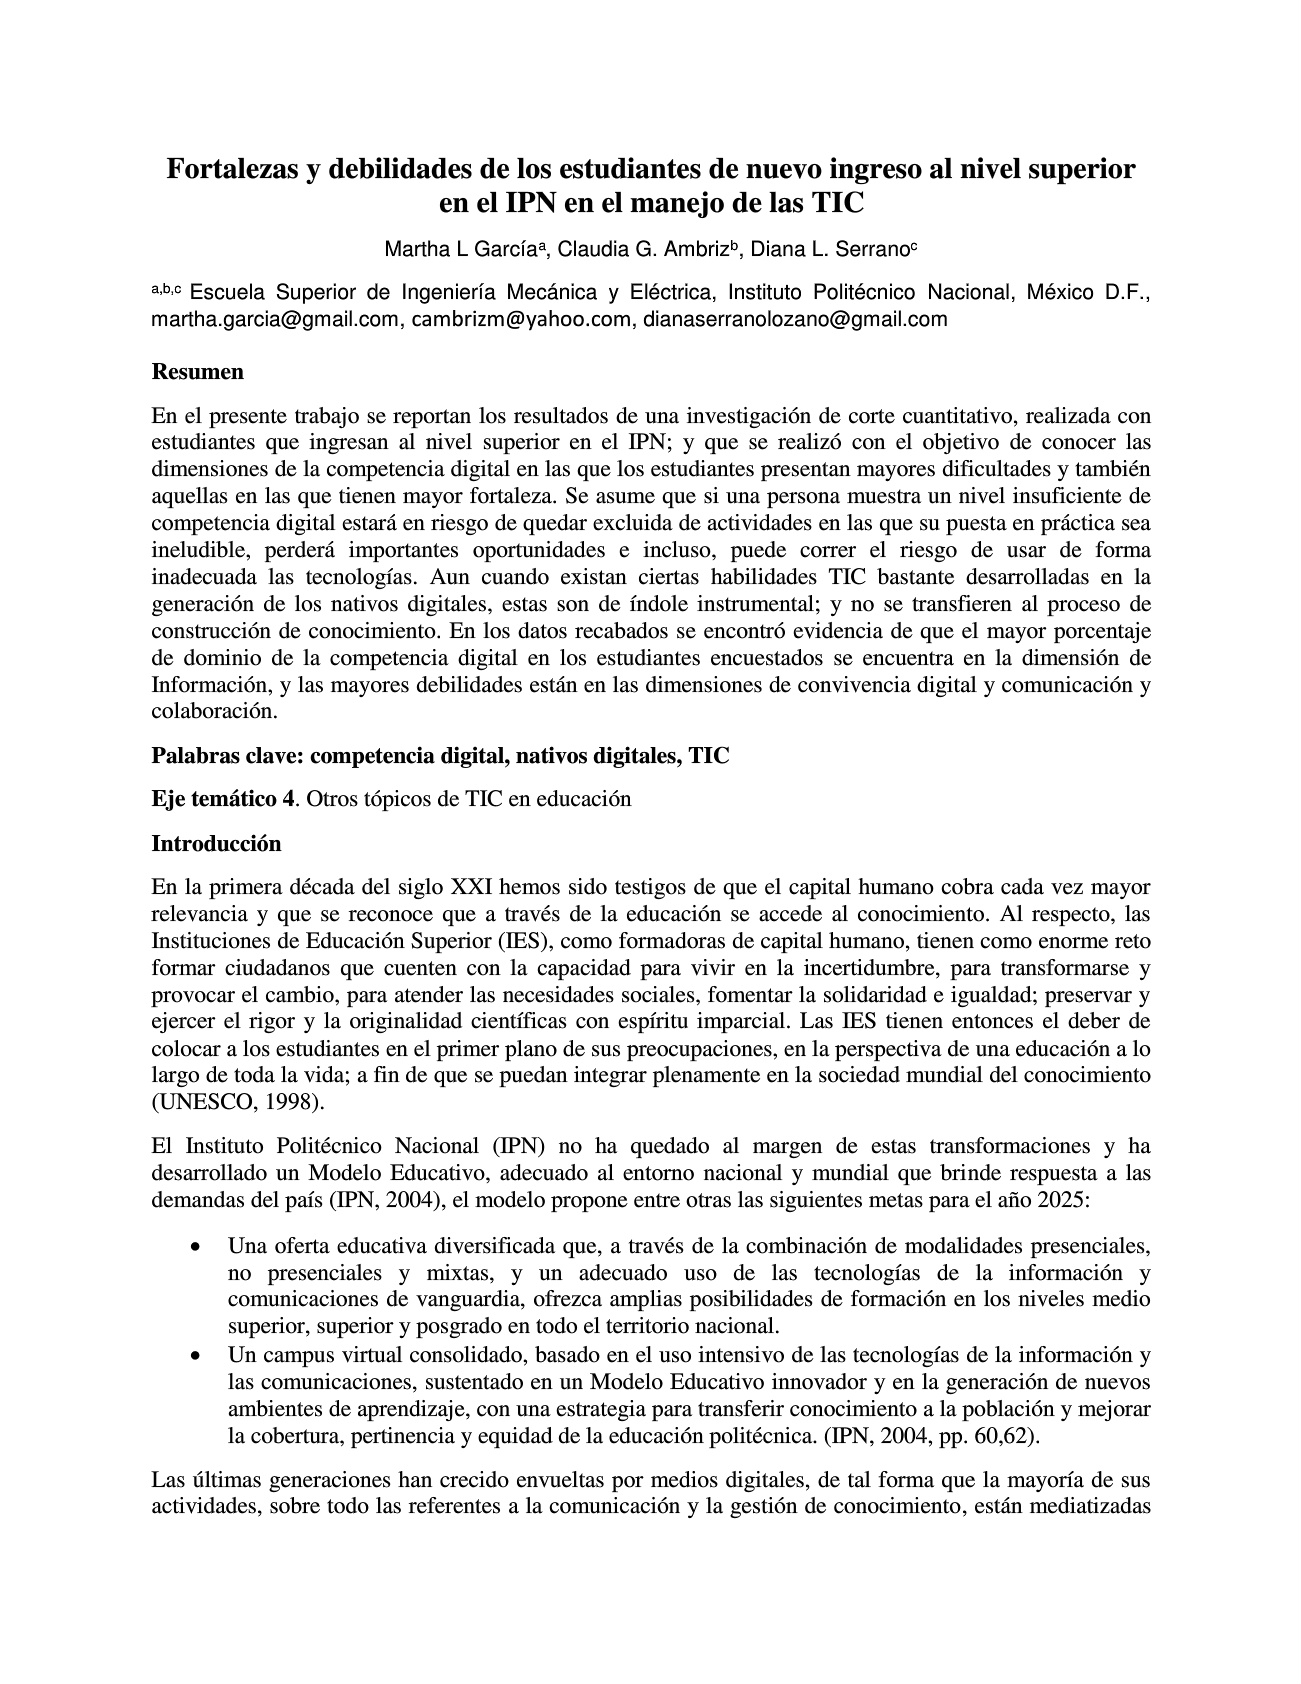 Fortalezas y debilidades de los estudiantes de nuevo ingreso al nivel superior
en el IPN en el manejo de las TIC
Martha L Garcíaᵃ, Claudia G. Ambrizᵇ, Diana L. Serranoᶜ
ᵃ,ᵇ,ᶜ Escuela Superior de Ingeniería Mecánica y Eléctrica, Instituto Politécnico Nacional, México D.F.,
martha.garcia@gmail.com, cambrizm@yahoo.com, dianaserranolozano@gmail.com
Resumen
En el presente trabajo se reportan los resultados de una investigación de corte cuantitativo, realizada con
estudiantes que ingresan al nivel superior en el IPN; y que se realizó con el objetivo de conocer las
dimensiones de la competencia digital en las que los estudiantes presentan mayores dificultades y también
aquellas en las que tienen mayor fortaleza. Se asume que si una persona muestra un nivel insuficiente de
competencia digital estará en riesgo de quedar excluida de actividades en las que su puesta en práctica sea
ineludible, perderá importantes oportunidades e incluso, puede correr el riesgo de usar de forma
inadecuada las tecnologías. Aun cuando existan ciertas habilidades TIC bastante desarrolladas en la
generación de los nativos digitales, estas son de índole instrumental; y no se transfieren al proceso de
construcción de conocimiento. En los datos recabados se encontró evidencia de que el mayor porcentaje
de dominio de la competencia digital en los estudiantes encuestados se encuentra en la dimensión de
Información, y las mayores debilidades están en las dimensiones de convivencia digital y comunicación y
colaboración.
Palabras clave: competencia digital, nativos digitales, TIC
Eje temático 4. Otros tópicos de TIC en educación
Introducción
En la primera década del siglo XXI hemos sido testigos de que el capital humano cobra cada vez mayor
relevancia y que se reconoce que a través de la educación se accede al conocimiento. Al respecto, las
Instituciones de Educación Superior (IES), como formadoras de capital humano, tienen como enorme reto
formar ciudadanos que cuenten con la capacidad para vivir en la incertidumbre, para transformarse y
provocar el cambio, para atender las necesidades sociales, fomentar la solidaridad e igualdad; preservar y
ejercer el rigor y la originalidad científicas con espíritu imparcial. Las IES tienen entonces el deber de
colocar a los estudiantes en el primer plano de sus preocupaciones, en la perspectiva de una educación a lo
largo de toda la vida; a fin de que se puedan integrar plenamente en la sociedad mundial del conocimiento
(UNESCO, 1998).
El Instituto Politécnico Nacional (IPN) no ha quedado al margen de estas transformaciones y ha
desarrollado un Modelo Educativo, adecuado al entorno nacional y mundial que brinde respuesta a las
demandas del país (IPN, 2004), el modelo propone entre otras las siguientes metas para el año 2025:
• Una oferta educativa diversificada que, a través de la combinación de modalidades presenciales,
no presenciales y mixtas, y un adecuado uso de las tecnologías de la información y
comunicaciones de vanguardia, ofrezca amplias posibilidades de formación en los niveles medio
superior, superior y posgrado en todo el territorio nacional.
• Un campus virtual consolidado, basado en el uso intensivo de las tecnologías de la información y
las comunicaciones, sustentado en un Modelo Educativo innovador y en la generación de nuevos
ambientes de aprendizaje, con una estrategia para transferir conocimiento a la población y mejorar
la cobertura, pertinencia y equidad de la educación politécnica. (IPN, 2004, pp. 60,62).
Las últimas generaciones han crecido envueltas por medios digitales, de tal forma que la mayoría de sus
actividades, sobre todo las referentes a la comunicación y la gestión de conocimiento, están mediatizadas